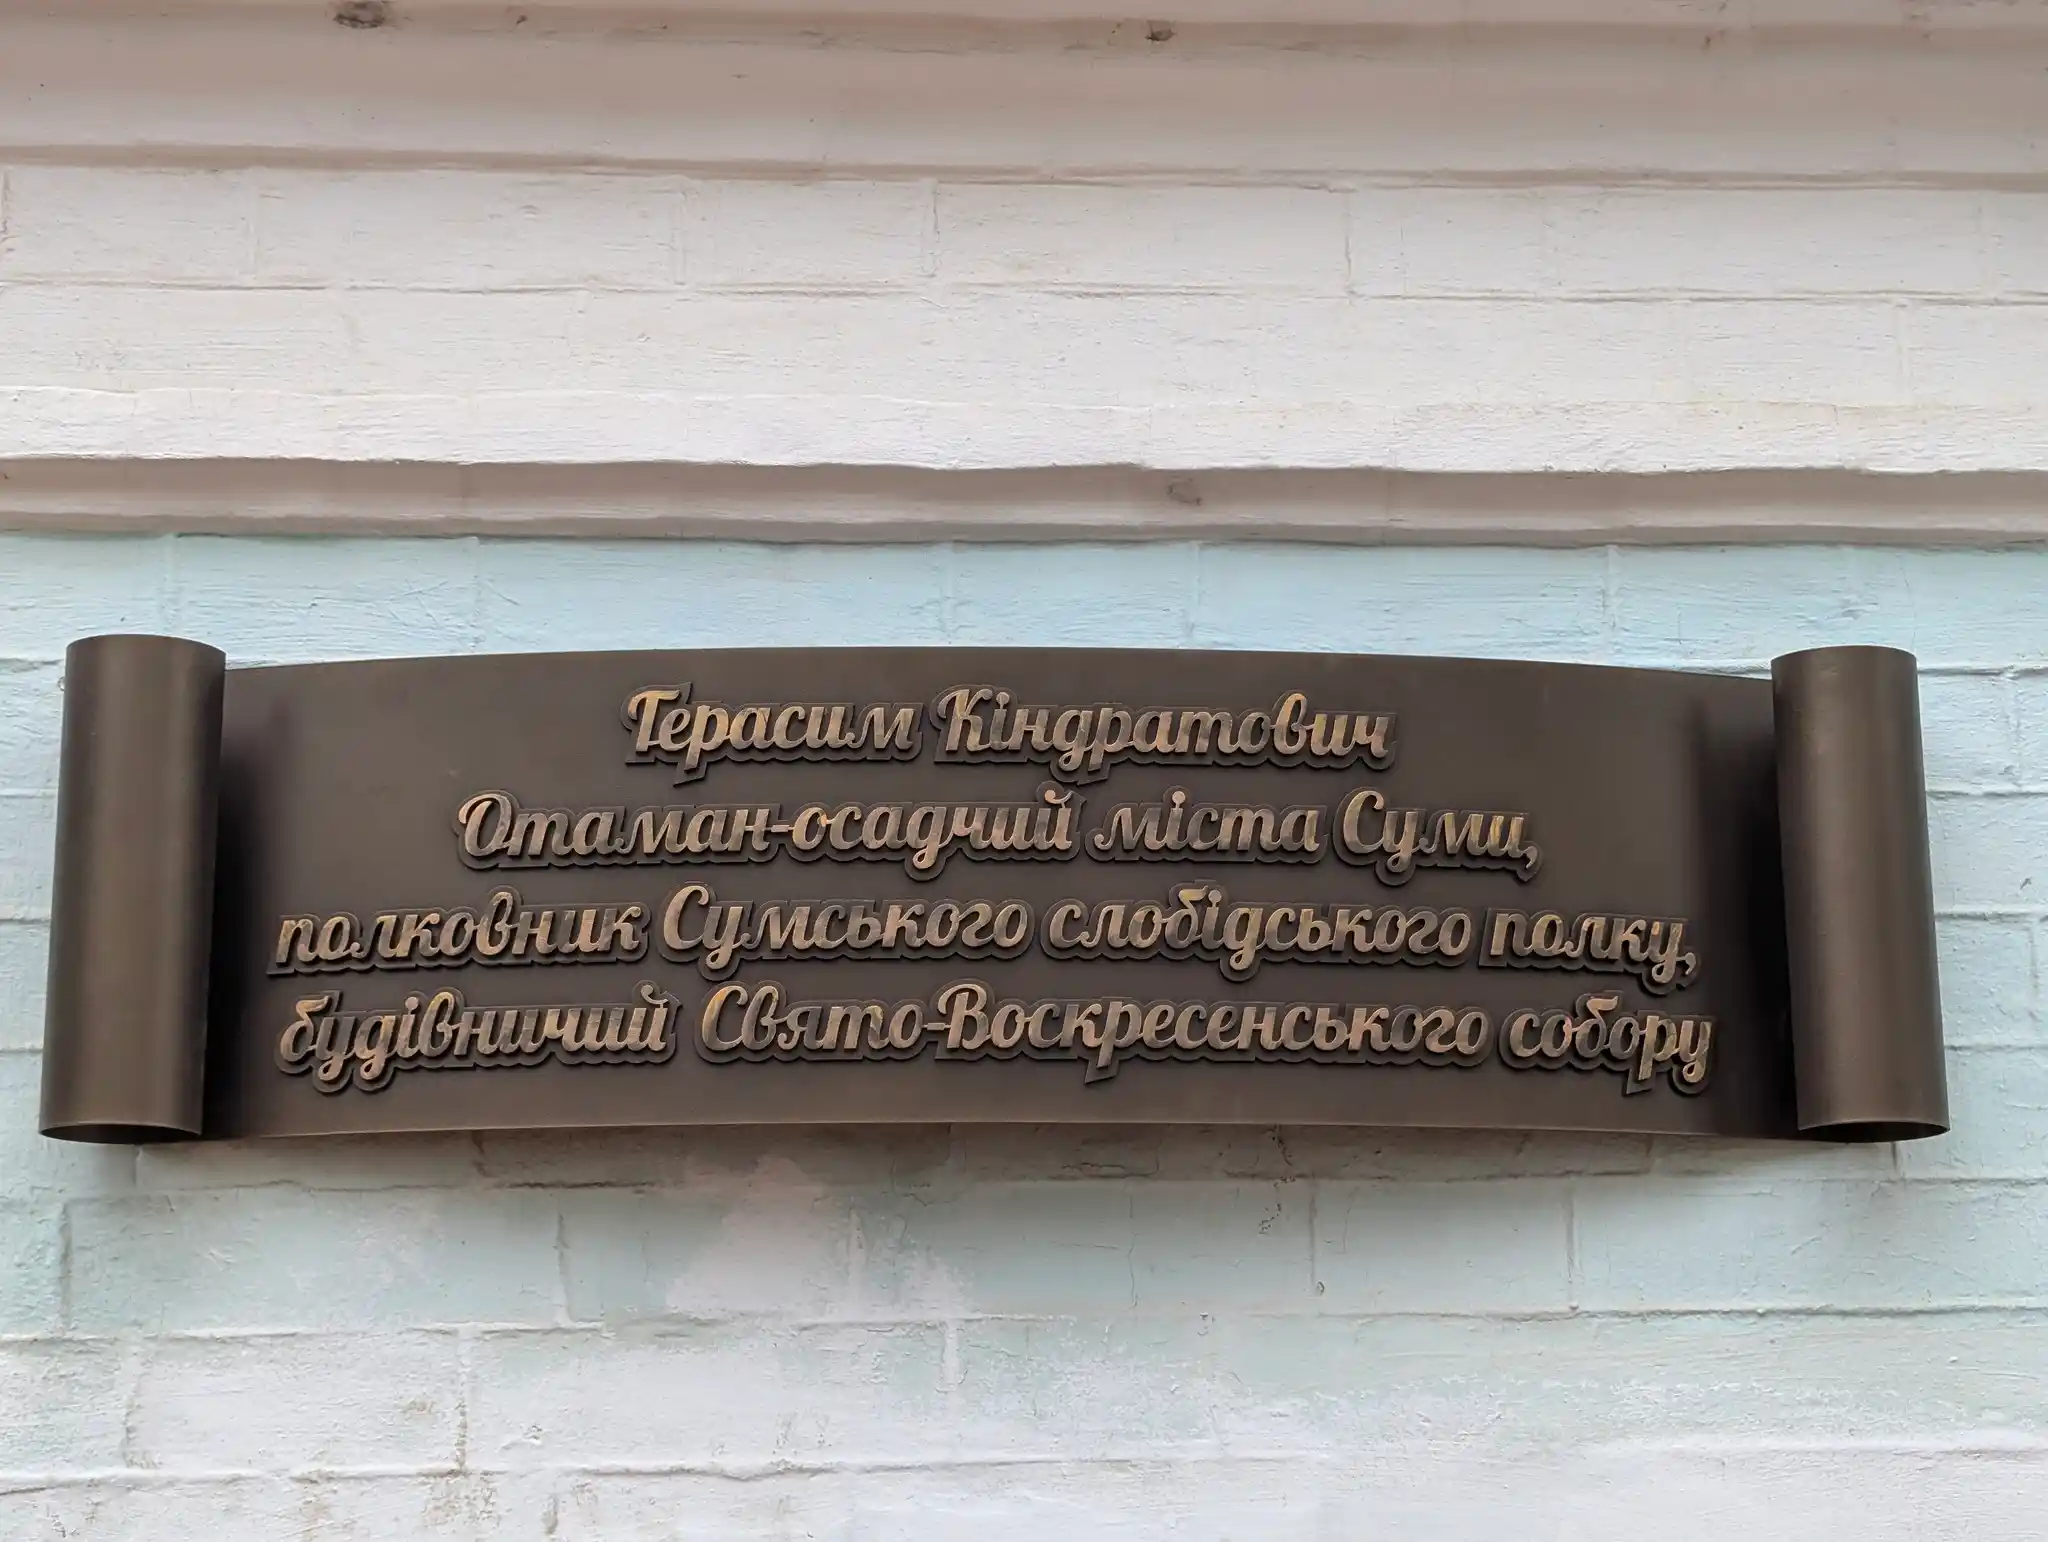 Герасим Кіндратович
Отаман-осадчий міста Суми,
полковник Сумського слобідського полку,
будівничий Свято-Воскресенського собору